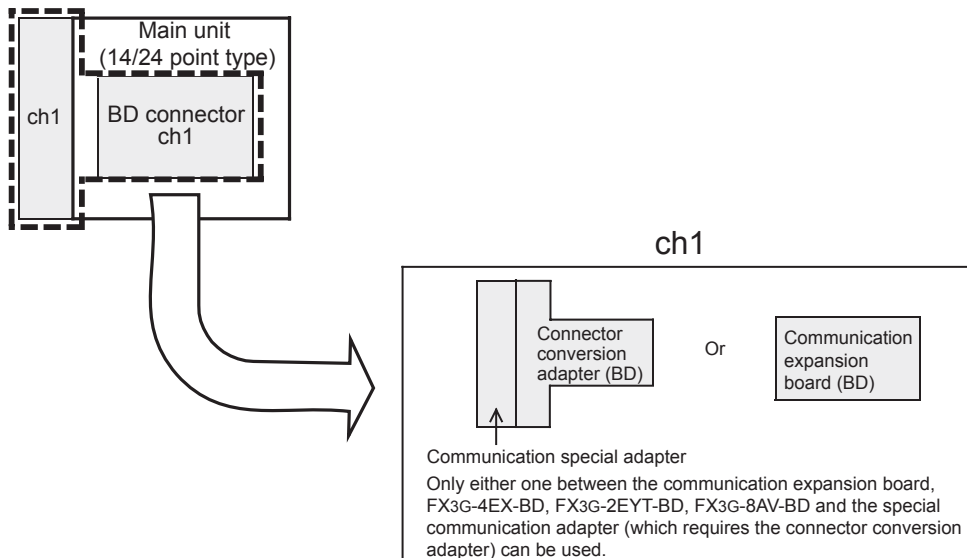 Main unit
(14/24 point type)
ch1
BD connector
ch1
ch1
Connector
conversion
adapter (BD)
Or
Communication
expansion
board (BD)
Communication special adapter
Only either one between the communication expansion board,
FX3G-4EX-BD, FX3G-2EYT-BD, FX3G-8AV-BD and the special
communication adapter (which requires the connector conversion
adapter) can be used.